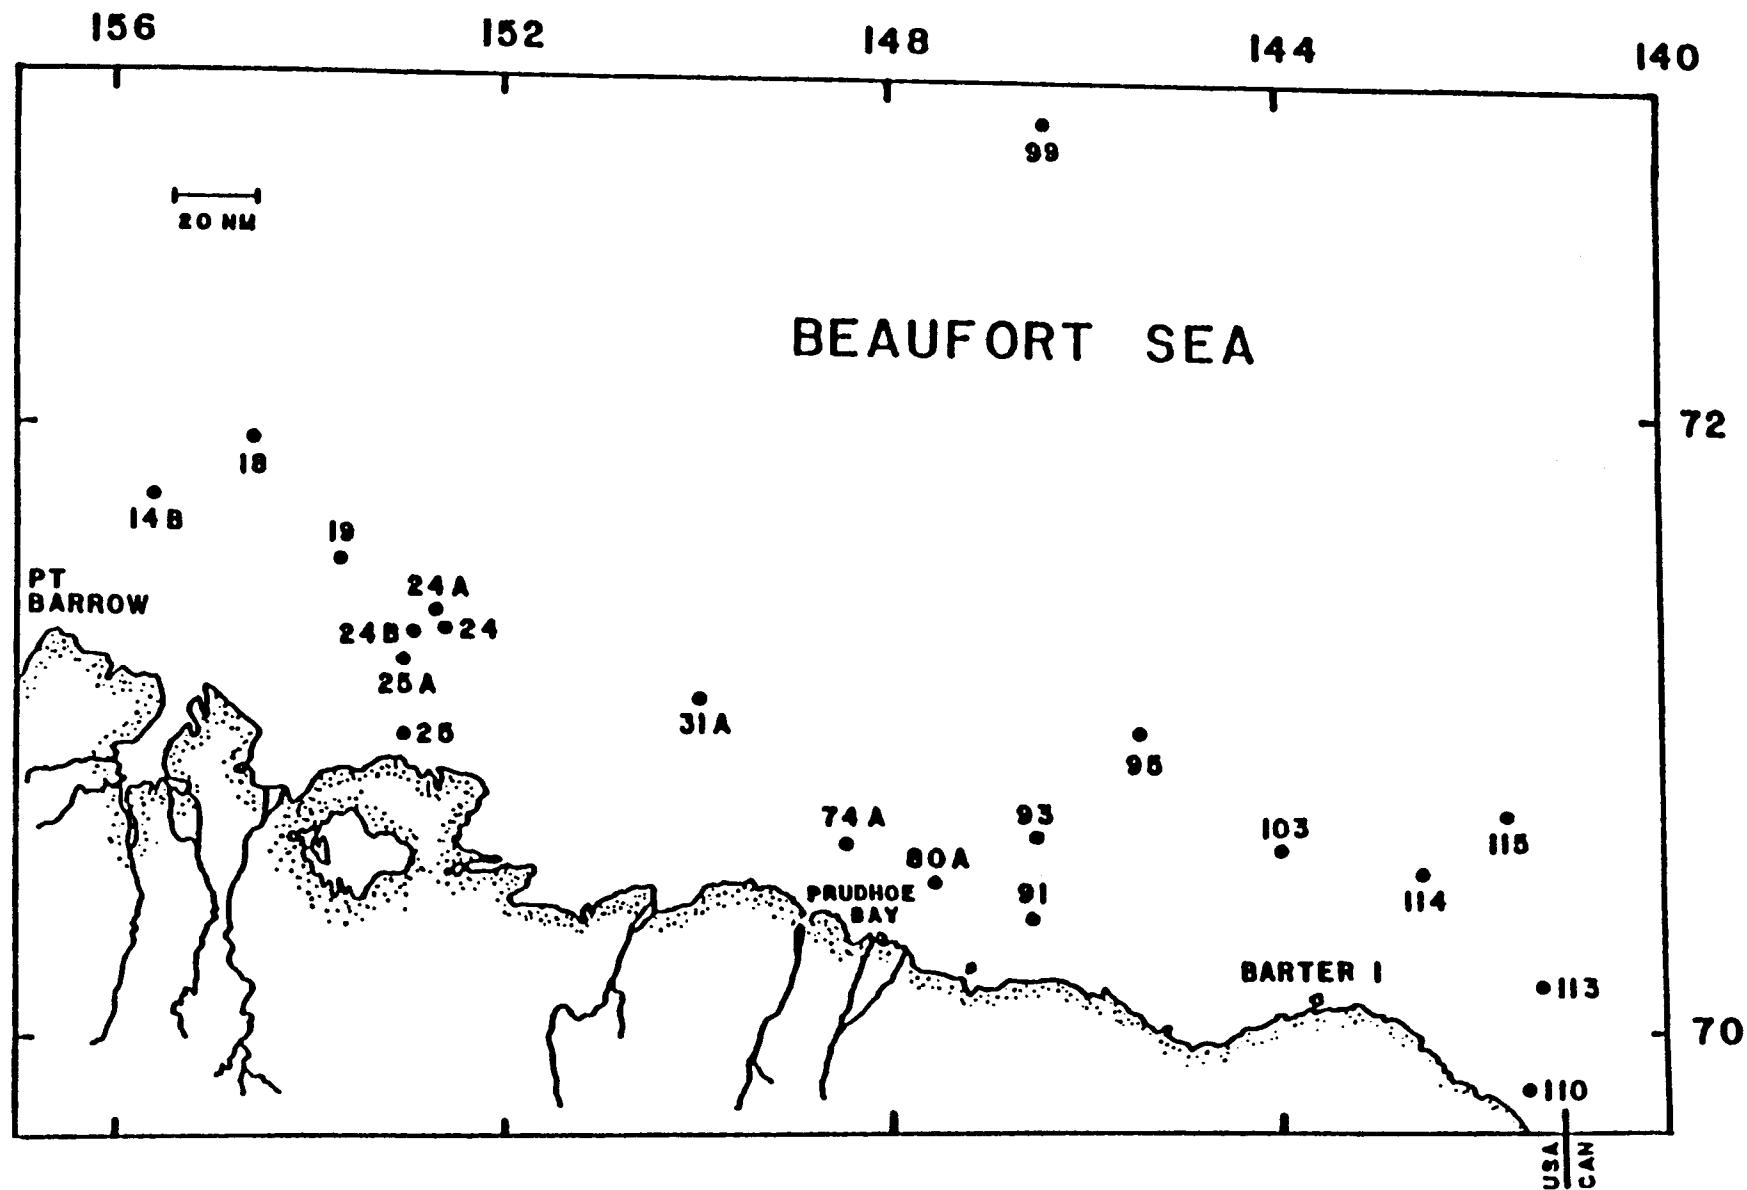 156 152 148 144 140
99
20 NM
BEAUFORT SEA
72
18
14B
19
PT
BARROW
24A
24B 24
25A
25
31A
95
74A 93
103
115
80A
91
PRUDHOE
BAY
114
BARTER I
113
70
110
USA
CAN